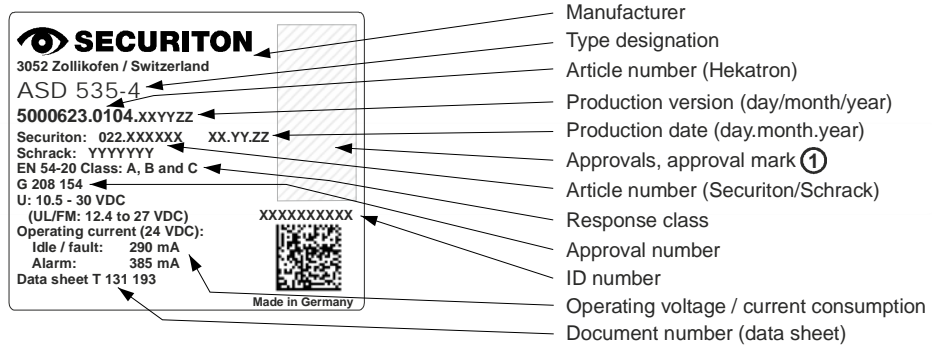 SECURITON
3052 Zollikofen / Switzerland
ASD 535-4
5000623.0104.XXYYZZ
Securiton: 022.XXXXXX XX.YY.ZZ
Schrack: YYYYYYY
EN 54-20 Class: A, B and C
G 208 154
U: 10.5 - 30 VDC
(UL/FM: 12.4 to 27 VDC)
Operating current (24 VDC):
Idle / fault: 290 mA
Alarm: 385 mA
Data sheet T 131 193
XXXXXXXXXX
Made in Germany
Manufacturer
Type designation
Article number (Hekatron)
Production version (day/month/year)
Production date (day.month.year)
Approvals, approval mark ①
Article number (Securiton/Schrack)
Response class
Approval number
ID number
Operating voltage / current consumption
Document number (data sheet)